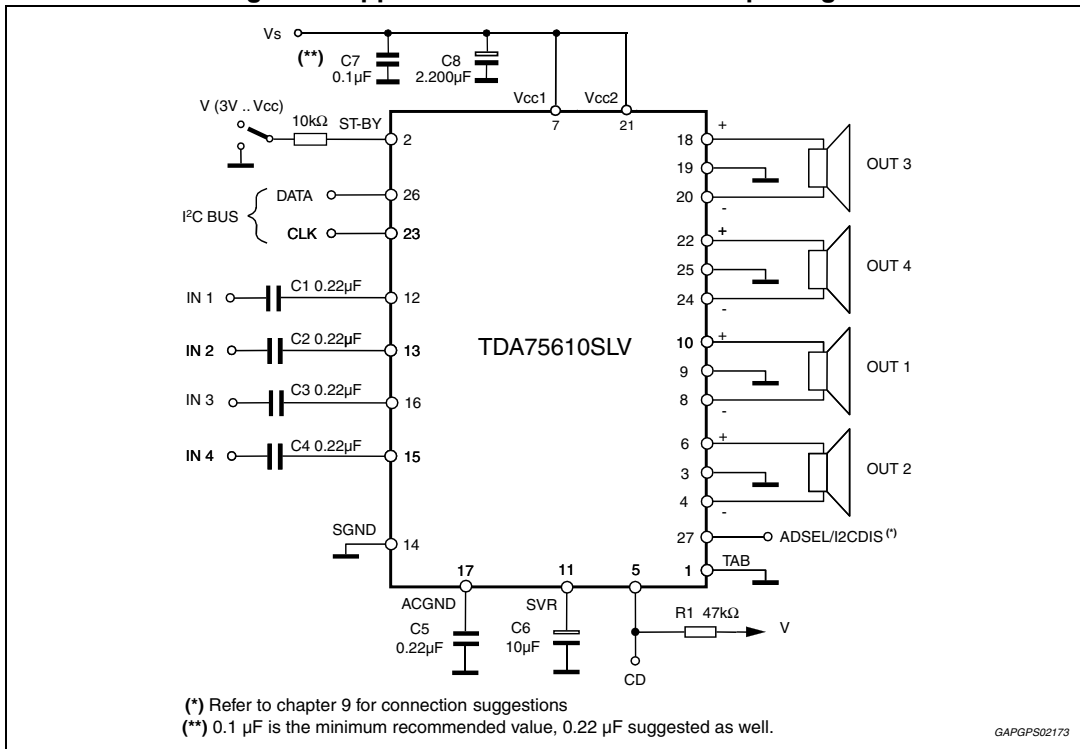 Vs
(**)
C7
0.1µF
C8
2.200µF
Vcc1
Vcc2
7
21
V (3V .. Vcc)
10kΩ
ST-BY
2
I²C BUS
DATA
26
CLK
23
IN 1
C1 0.22µF
12
IN 2
C2 0.22µF
13
IN 3
C3 0.22µF
16
IN 4
C4 0.22µF
15
SGND
14
TDA75610SLV
18
+
19
20
-
OUT 3
22
+
25
24
-
OUT 4
10
+
9
8
-
OUT 1
6
+
3
4
-
OUT 2
27
ADSEL/I2CDIS (*)
1
TAB
17
11
5
ACGND
SVR
C5
0.22µF
C6
10µF
R1 47kΩ
V
CD
(*) Refer to chapter 9 for connection suggestions
(**) 0.1 µF is the minimum recommended value, 0.22 µF suggested as well.
GAPGPS02173